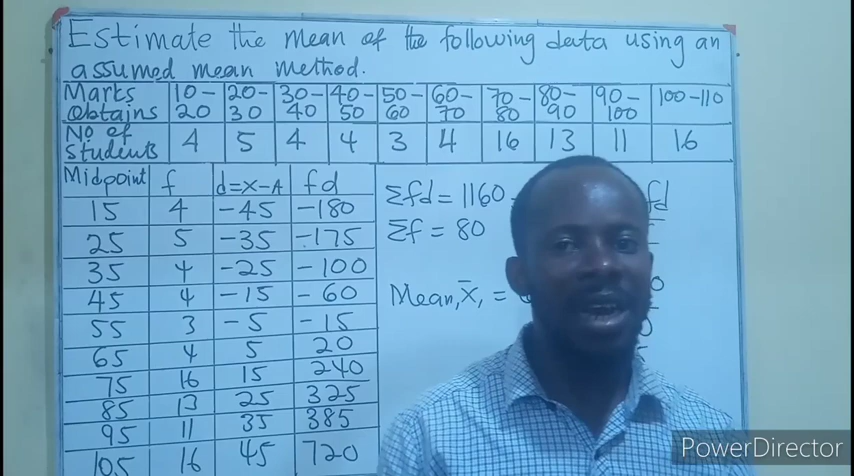 Estimate the mean of the following data using an
assumed mean method.
Marks Obtains 10-20 20-30 30-40 40-50 50-60 60-70 70-80 80-90 90-100 100-110
No of Students 4 5 4 4 3 4 16 13 11 16
Midpoint f d=x-A fd
15 4 -45 -180
25 5 -35 -175
35 4 -25 -100
45 4 -15 -60
55 3 -5 -15
65 4 5 20
75 16 15 240
85 13 25 325
95 11 35 385
105 16 45 720
Σfd = 1160
fd
Σf = 80
Mean, x̄, =
PowerDirector